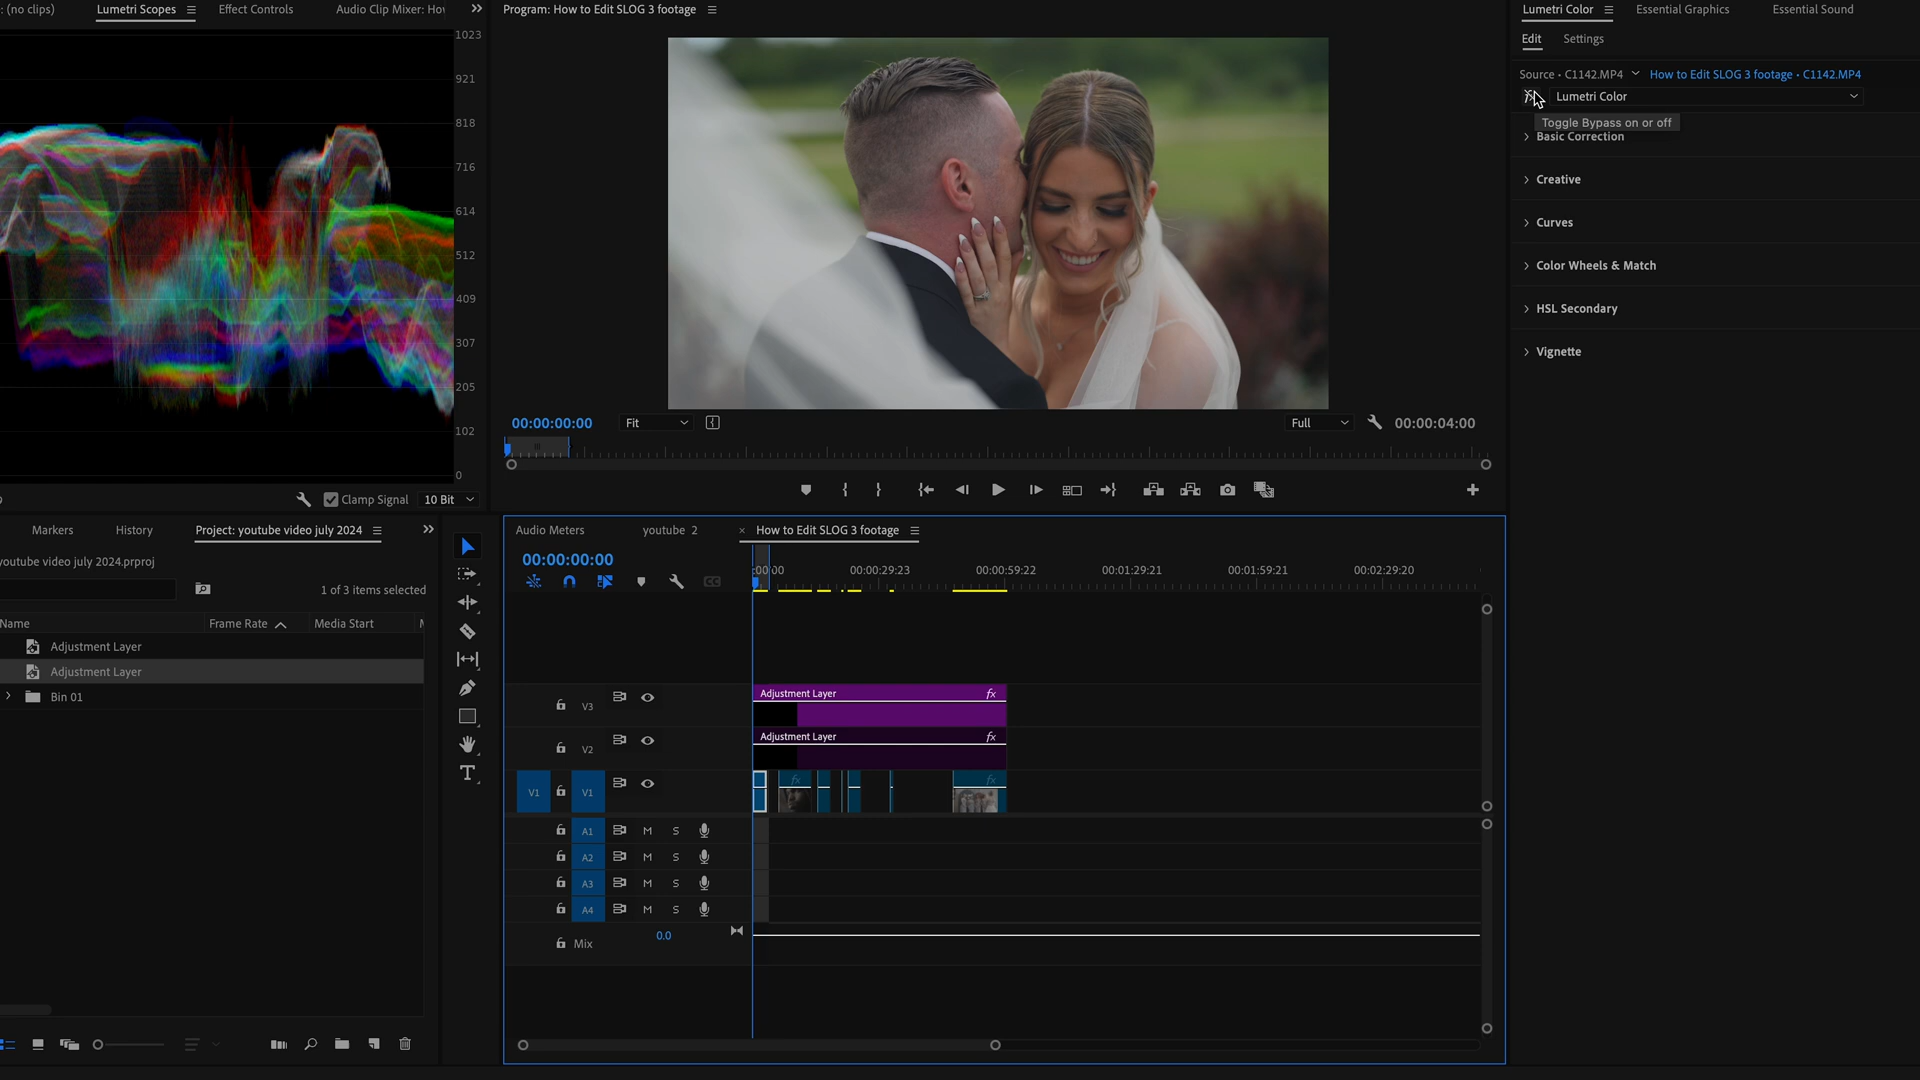 : (no clips)
Lumetri Scopes
Effect Controls
Audio Clip Mixer: Ho
Program: How to Edit SLOG 3 footage
Lumetri Color
Essential Graphics
Essential Sound
Edit
Settings
Source • C1142.MP4
How to Edit SLOG 3 footage • C1142.MP4
fx
Lumetri Color
Toggle Bypass on or off
Basic Correction
Creative
Curves
Color Wheels & Match
HSL Secondary
Vignette
1023
921
818
716
614
512
409
307
205
102
0
9
Clamp Signal
10 Bit
00:00:00:00
Fit
Full
00:00:04:00
Markers
History
Project: youtube video july 2024
youtube video july 2024.prproj
1 of 3 items selected
Name
Frame Rate
Media Start
Adjustment Layer
Adjustment Layer
Bin 01
Audio Meters
youtube 2
× How to Edit SLOG 3 footage
00:00:00:00
:00:00
00:00:29:23
00:00:59:22
00:01:29:21
00:01:59:21
00:02:29:20
CC
V3
Adjustment Layer
fx
V2
Adjustment Layer
fx
V1
V1
fx
fx
A1
M
S
A2
M
S
A3
M
S
A4
M
S
Mix
0.0